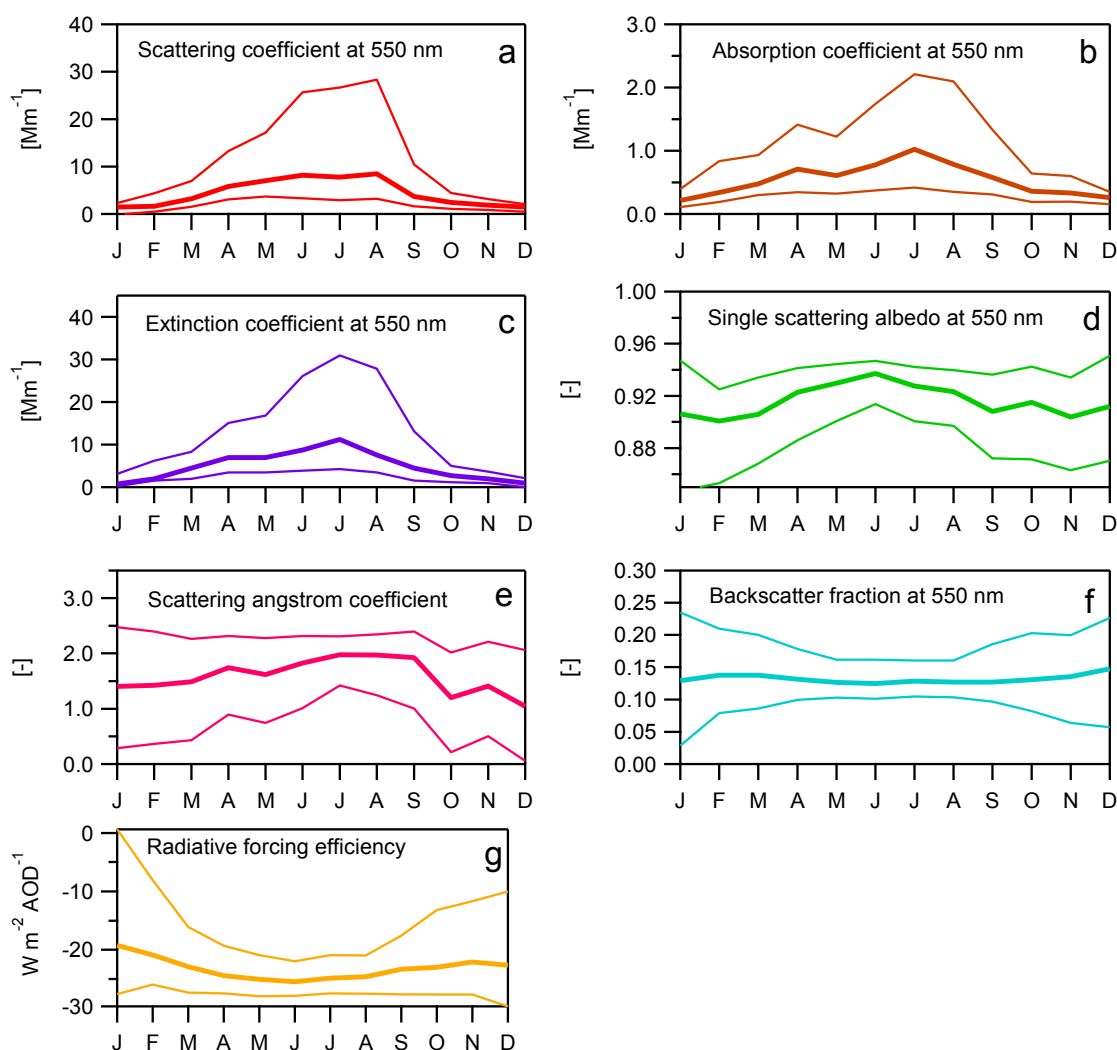 Scattering coefficient at 550 nm
a
[Mm⁻¹]
40
30
20
10
0
J F M A M J J A S O N D
Absorption coefficient at 550 nm
b
[Mm⁻¹]
3.0
2.0
1.0
0.0
J F M A M J J A S O N D
Extinction coefficient at 550 nm
c
[Mm⁻¹]
40
30
20
10
0
J F M A M J J A S O N D
Single scattering albedo at 550 nm
d
[-]
1.00
0.96
0.92
0.88
J F M A M J J A S O N D
Scattering angstrom coefficient
e
[-]
3.0
2.0
1.0
0.0
J F M A M J J A S O N D
Backscatter fraction at 550 nm
f
[-]
0.30
0.25
0.20
0.15
0.10
0.05
0.00
J F M A M J J A S O N D
Radiative forcing efficiency
g
W m⁻² AOD⁻¹
0
-10
-20
-30
J F M A M J J A S O N D